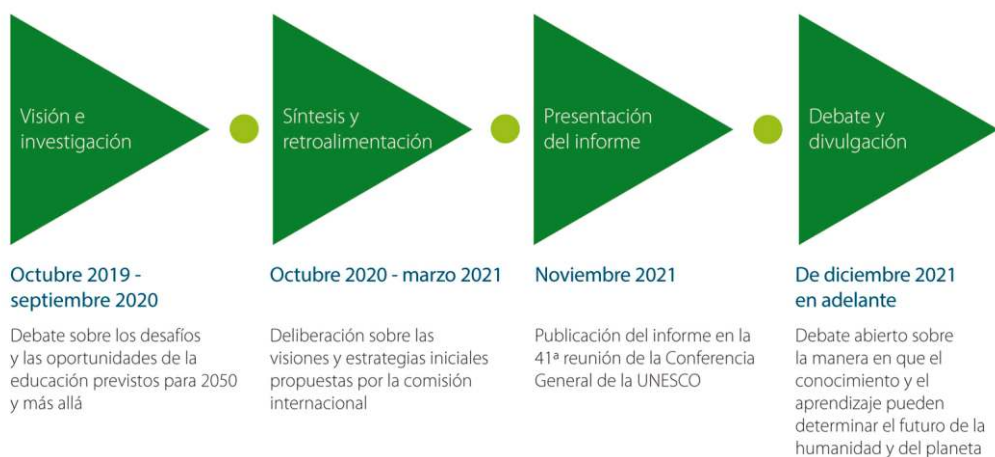 Visión e
investigación
Síntesis y
retroalimentación
Presentación
del informe
Debate y
divulgación
Octubre 2019 -
septiembre 2020
Debate sobre los desafíos
y las oportunidades de la
educación previstos para 2050
y más allá
Octubre 2020 - marzo 2021
Deliberación sobre las
visiones y estrategias iniciales
propuestas por la comisión
internacional
Noviembre 2021
Publicación del informe en la
41ª reunión de la Conferencia
General de la UNESCO
De diciembre 2021
en adelante
Debate abierto sobre
la manera en que el
conocimiento y el
aprendizaje pueden
determinar el futuro de la
humanidad y del planeta